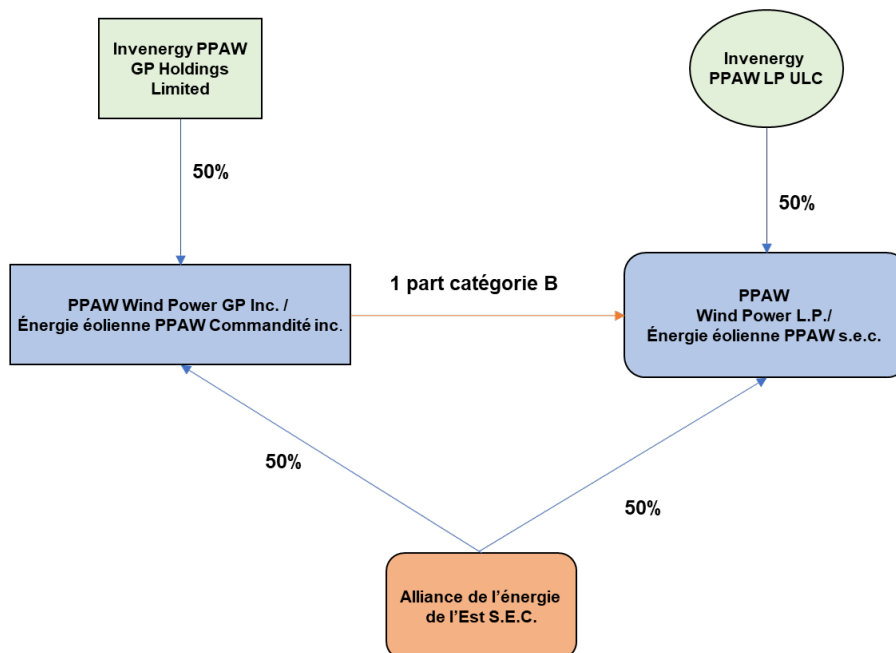 Invenergy PPAW
GP Holdings
Limited
Invenergy
PPAW LP ULC
50%
50%
1 part catégorie B
PPAW Wind Power GP Inc. /
Énergie éolienne PPAW Commandité inc.
PPAW
Wind Power L.P./
Énergie éolienne PPAW s.e.c.
50%
50%
Alliance de l’énergie
de l’Est S.E.C.